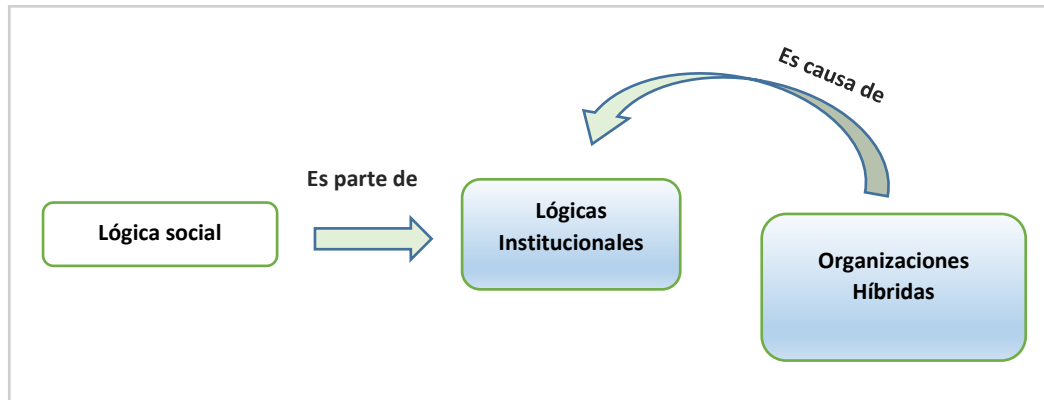 Es causa de
Es parte de
Lógica social
Lógicas
Institucionales
Organizaciones
Híbridas